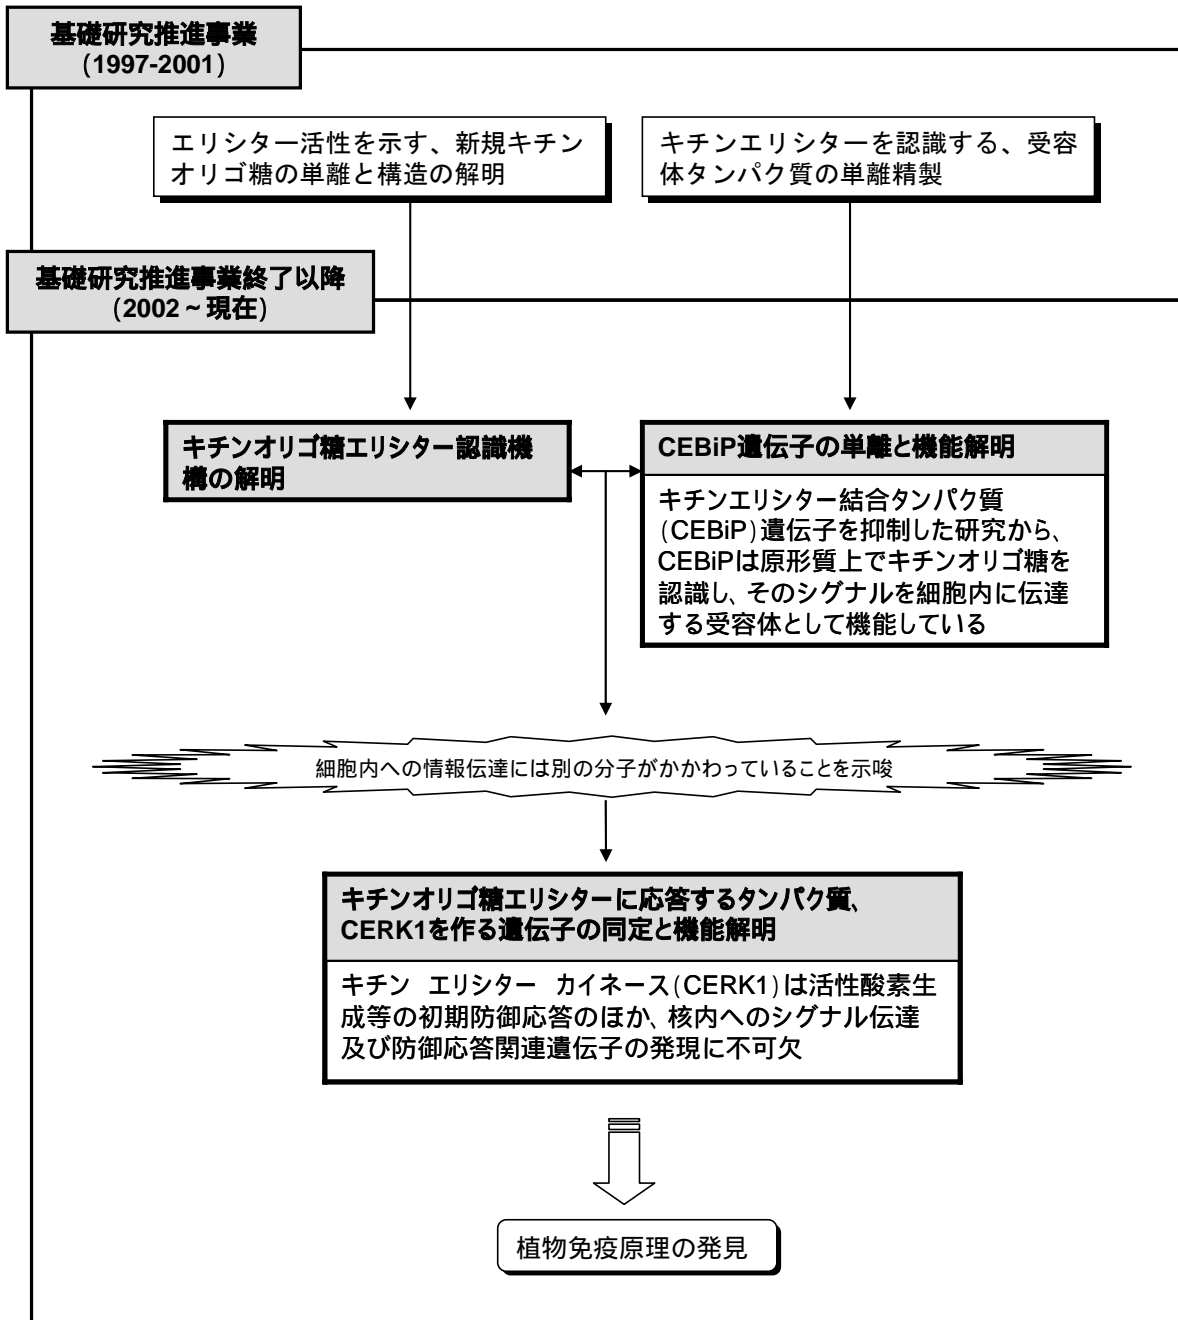 基礎研究推進事業
(1997-2001)
エリシター活性を示す、新規キチン
オリゴ糖の単離と構造の解明
キチンエリシターを認識する、受容
体タンパク質の単離精製
基礎研究推進事業終了以降
(2002～現在)
キチンオリゴ糖エリシター認識機
構の解明
CEBiP遺伝子の単離と機能解明
キチンエリシター結合タンパク質
(CEBiP)遺伝子を抑制した研究から、
CEBiPは原形質上でキチンオリゴ糖を
認識し、そのシグナルを細胞内に伝達
する受容体として機能している
細胞内への情報伝達には別の分子がかかわっていることを示唆
キチンオリゴ糖エリシターに応答するタンパク質、
CERK1を作る遺伝子の同定と機能解明
キチン エリシター カイネース(CERK1)は活性酸素生
成等の初期防御応答のほか、核内へのシグナル伝達
及び防御応答関連遺伝子の発現に不可欠
植物免疫原理の発見